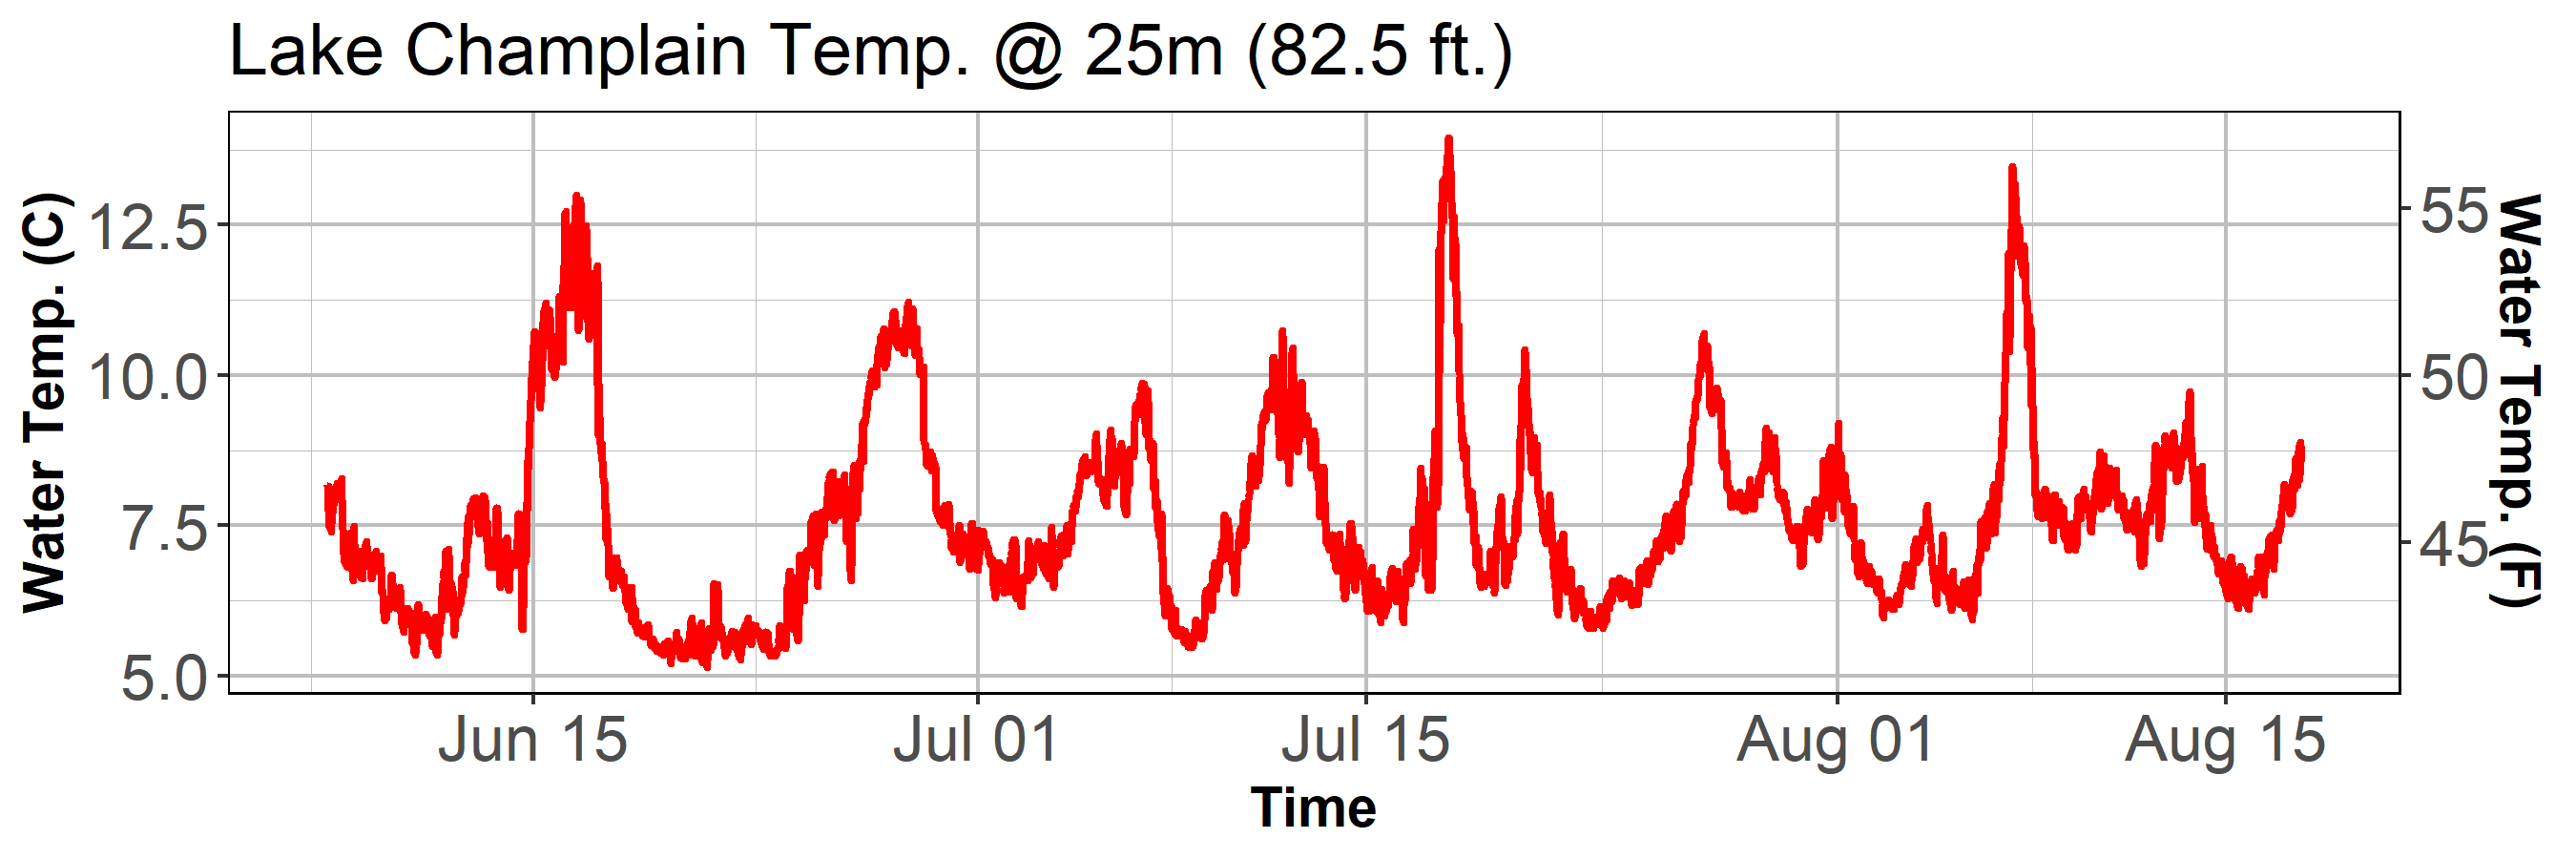 Lake Champlain Temp. @ 25m (82.5 ft.)
Water Temp. (C)
12.5
10.0
7.5
5.0
55
50
45
Water Temp. (F)
Jun 15 Jul 01 Jul 15 Aug 01 Aug 15
Time